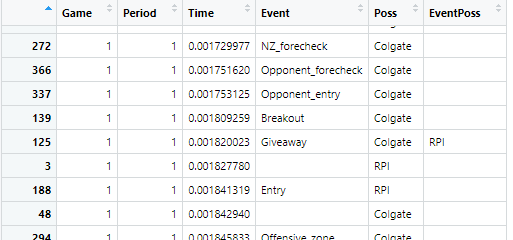 Game Period Time Event Poss EventPoss
272 1 1 0.001729977 NZ_forecheck Colgate
366 1 1 0.001751620 Opponent_forecheck Colgate
337 1 1 0.001753125 Opponent_entry Colgate
139 1 1 0.001809259 Breakout Colgate
125 1 1 0.001820023 Giveaway Colgate RPI
3 1 1 0.001827780 RPI
188 1 1 0.001841319 Entry RPI
48 1 1 0.001842940 Colgate
294 1 1 0.001845833 Offensive_zone Colgate